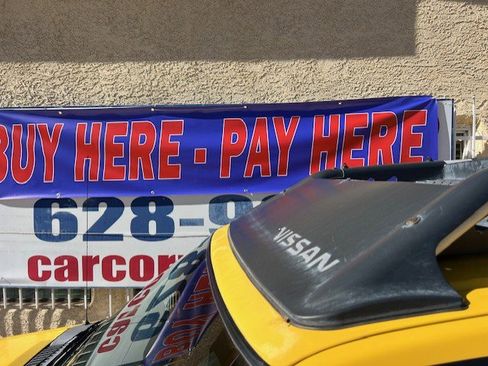 BUY HERE - PAY HERE
628-9
carcor
NISSAN